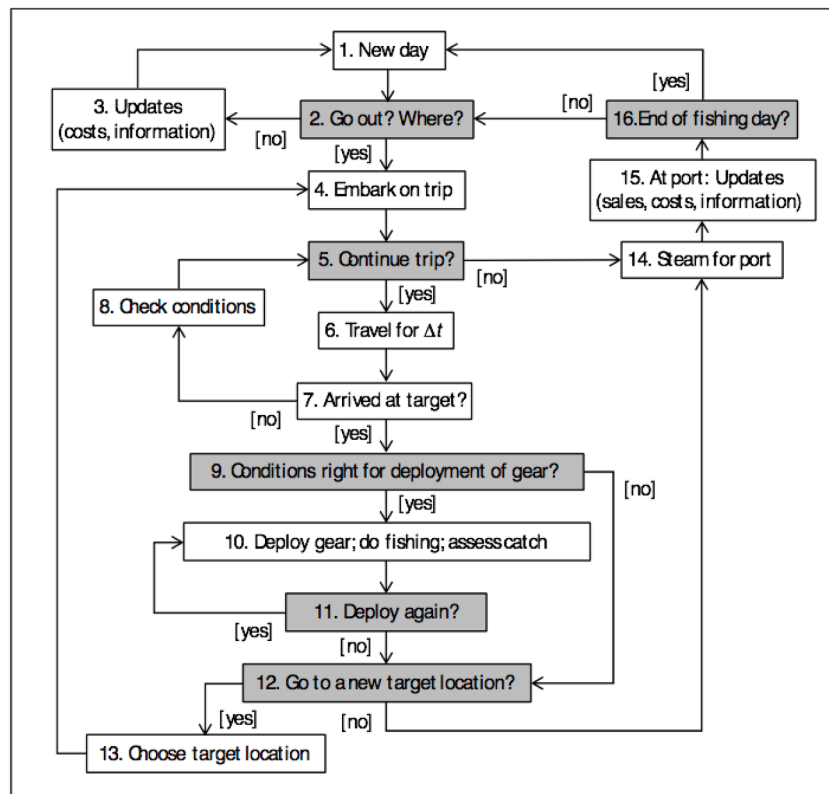 1. New day
[yes]
3. Updates
(costs, information)
[no]
2. Go out? Where?
[no]
16.End of fishing day?
[yes]
4. Embark on trip
15. At port: Updates
(sales, costs, information)
5. Continue trip?
[no]
14. Steam for port
[yes]
8. Check conditions
6. Travel for Δt
7. Arrived at target?
[no]
[yes]
9. Conditions right for deployment of gear?
[no]
[yes]
10. Deploy gear; do fishing; assess catch
11. Deploy again?
[yes]
[no]
12. Go to a new target location?
[yes]
[no]
13. Choose target location